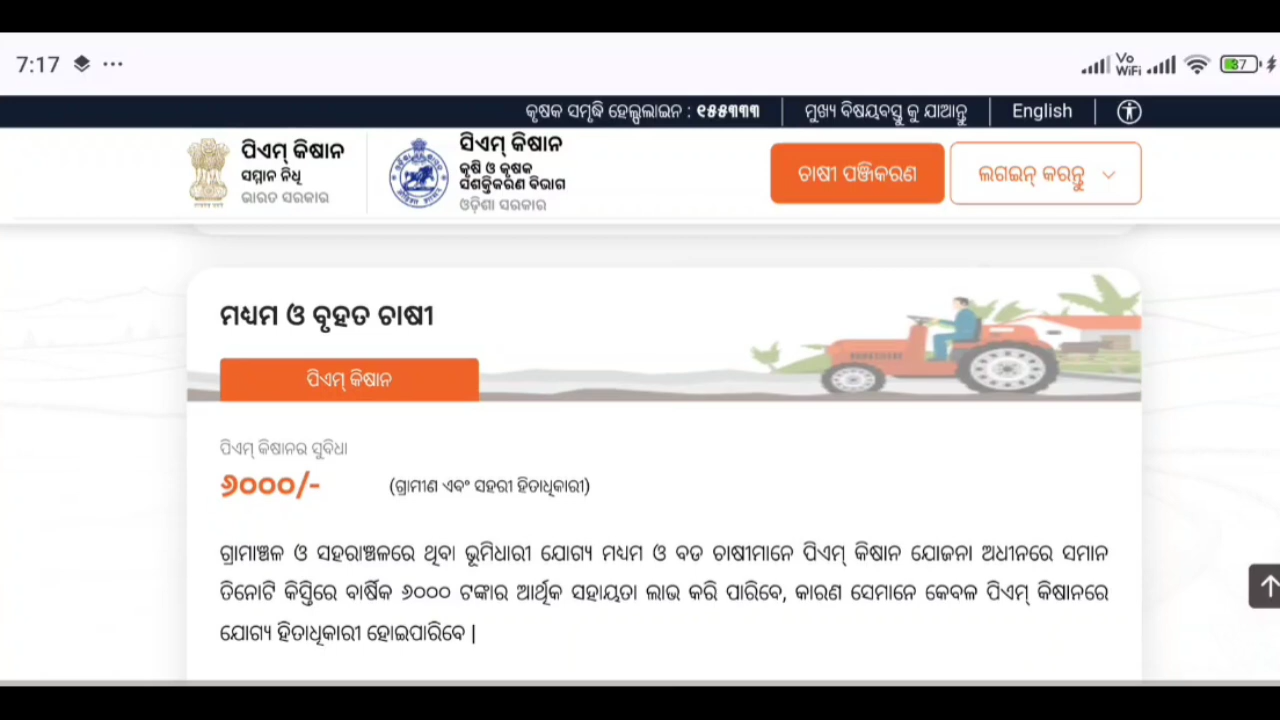 7:17
Vo
WiFi
37
କୃଷକ ସମୃଦ୍ଧି ହେଲ୍ପଲାଇନ : ୧୫୫୩୩୩
ମୁଖ୍ୟ ବିଷୟବସ୍ତୁ କୁ ଯାଆନ୍ତୁ
English
ପିଏମ୍ କିଷାନ
ସମ୍ମାନ ନିଧି
ଭାରତ ସରକାର
ସିଏମ୍ କିଷାନ
କୃଷି ଓ କୃଷକ
ସଶକ୍ତିକରଣ ବିଭାଗ
ଓଡ଼ିଶା ସରକାର
ଚାଷୀ ପଞ୍ଜିକରଣ
ଲଗଇନ୍ କରନ୍ତୁ
ମଧ୍ୟମ ଓ ବୃହତ ଚାଷୀ
ପିଏମ୍ କିଷାନ
ପିଏମ୍ କିଷାନର ସୁବିଧା
୬୦୦୦/-
(ଗ୍ରାମୀଣ ଏବଂ ସହରୀ ହିତାଧିକାରୀ)
ଗ୍ରାମାଞ୍ଚଳ ଓ ସହରାଞ୍ଚଳରେ ଥିବା ଭୂମିଧାରୀ ଯୋଗ୍ୟ ମଧ୍ୟମ ଓ ବଡ ଚାଷୀମାନେ ପିଏମ୍ କିଷାନ ଯୋଜନା ଅଧୀନରେ ସମାନ
ତିନୋଟି କିସ୍ତିରେ ବାର୍ଷିକ ୬୦୦୦ ଟଙ୍କାର ଆର୍ଥିକ ସହାୟତା ଲାଭ କରି ପାରିବେ, କାରଣ ସେମାନେ କେବଳ ପିଏମ୍ କିଷାନରେ
ଯୋଗ୍ୟ ହିତାଧିକାରୀ ହୋଇପାରିବେ |